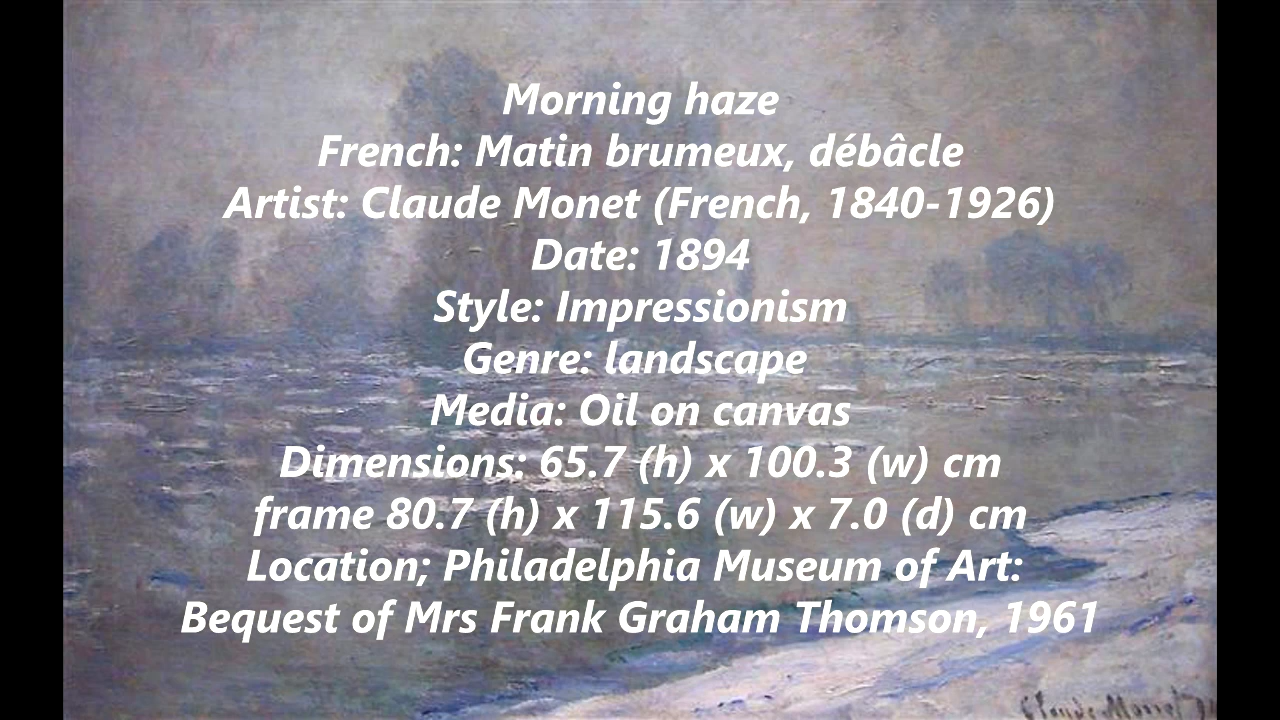 Morning haze
French: Matin brumeux, débâcle
Artist: Claude Monet (French, 1840-1926)
Date: 1894
Style: Impressionism
Genre: landscape
Media: Oil on canvas
Dimensions: 65.7 (h) x 100.3 (w) cm
frame 80.7 (h) x 115.6 (w) x 7.0 (d) cm
Location; Philadelphia Museum of Art:
Bequest of Mrs Frank Graham Thomson, 1961
Claude Monet